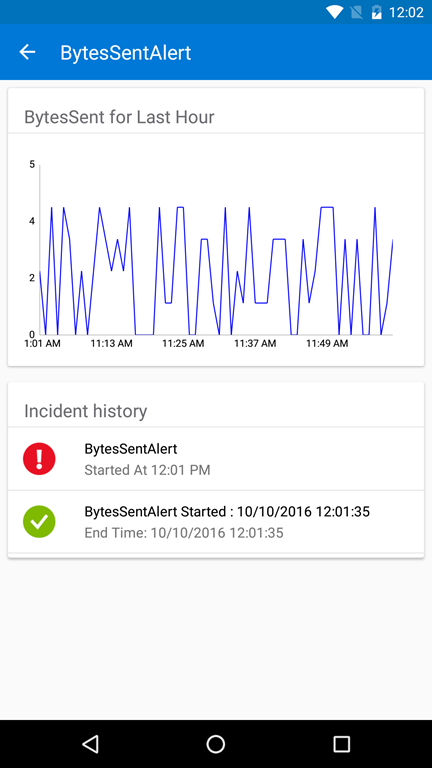 12:02
BytesSentAlert
BytesSent for Last Hour
5
4
2
0
1:01 AM 11:13 AM 11:25 AM 11:37 AM 11:49 AM
Incident history
BytesSentAlert
Started At 12:01 PM
BytesSentAlert Started : 10/10/2016 12:01:35
End Time: 10/10/2016 12:01:35